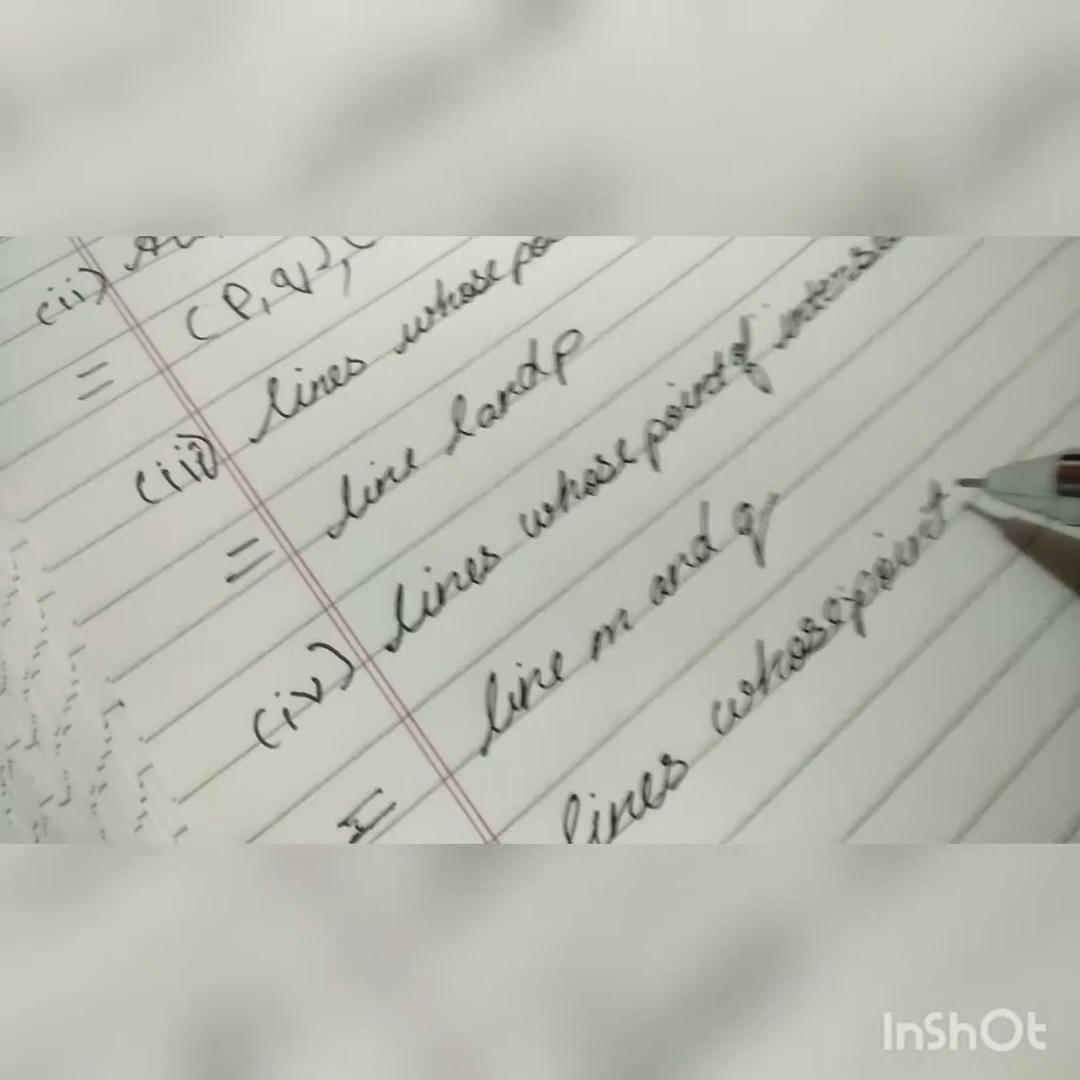 (ii)
= (p, q),
(iii) lines whose
= line l and p
(iv) lines whose point of
= line m and q
lines whose point
InShOt